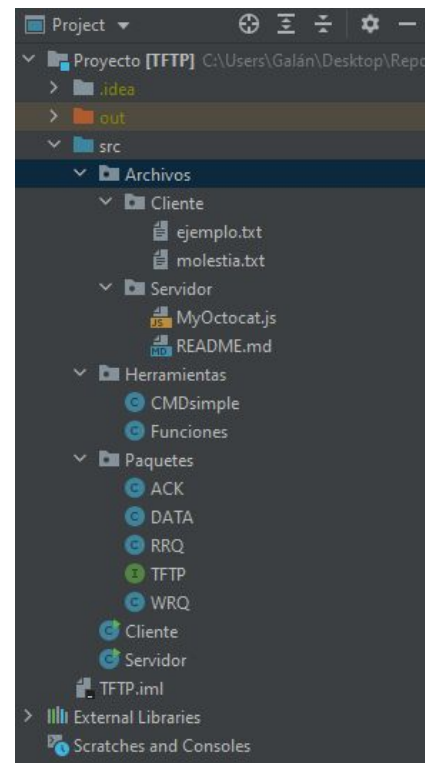 Project
Proyecto [TFTP] C:\Users\Galán\Desktop\Repo
.idea
out
src
Archivos
Cliente
ejemplo.txt
molestia.txt
Servidor
MyOctocat.js
README.md
Herramientas
CMDsimple
Funciones
Paquetes
ACK
DATA
RRQ
TFTP
WRQ
Cliente
Servidor
TFTP.iml
External Libraries
Scratches and Consoles